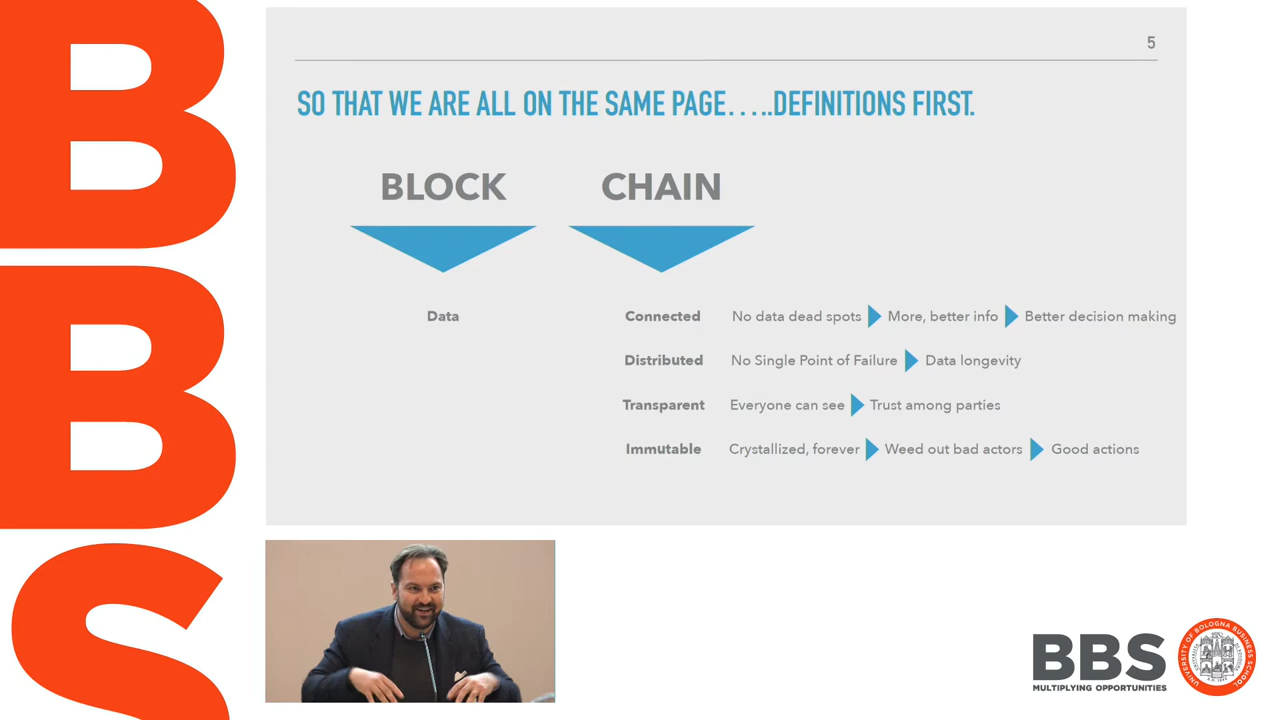 BBS
5
SO THAT WE ARE ALL ON THE SAME PAGE.....DEFINITIONS FIRST.
BLOCK CHAIN
Data
Connected No data dead spots More, better info Better decision making
Distributed No Single Point of Failure Data longevity
Transparent Everyone can see Trust among parties
Immutable Crystallized, forever Weed out bad actors Good actions
BBS
MULTIPLYING OPPORTUNITIES
UNIVERSITY OF BOLOGNA BUSINESS SCHOOL